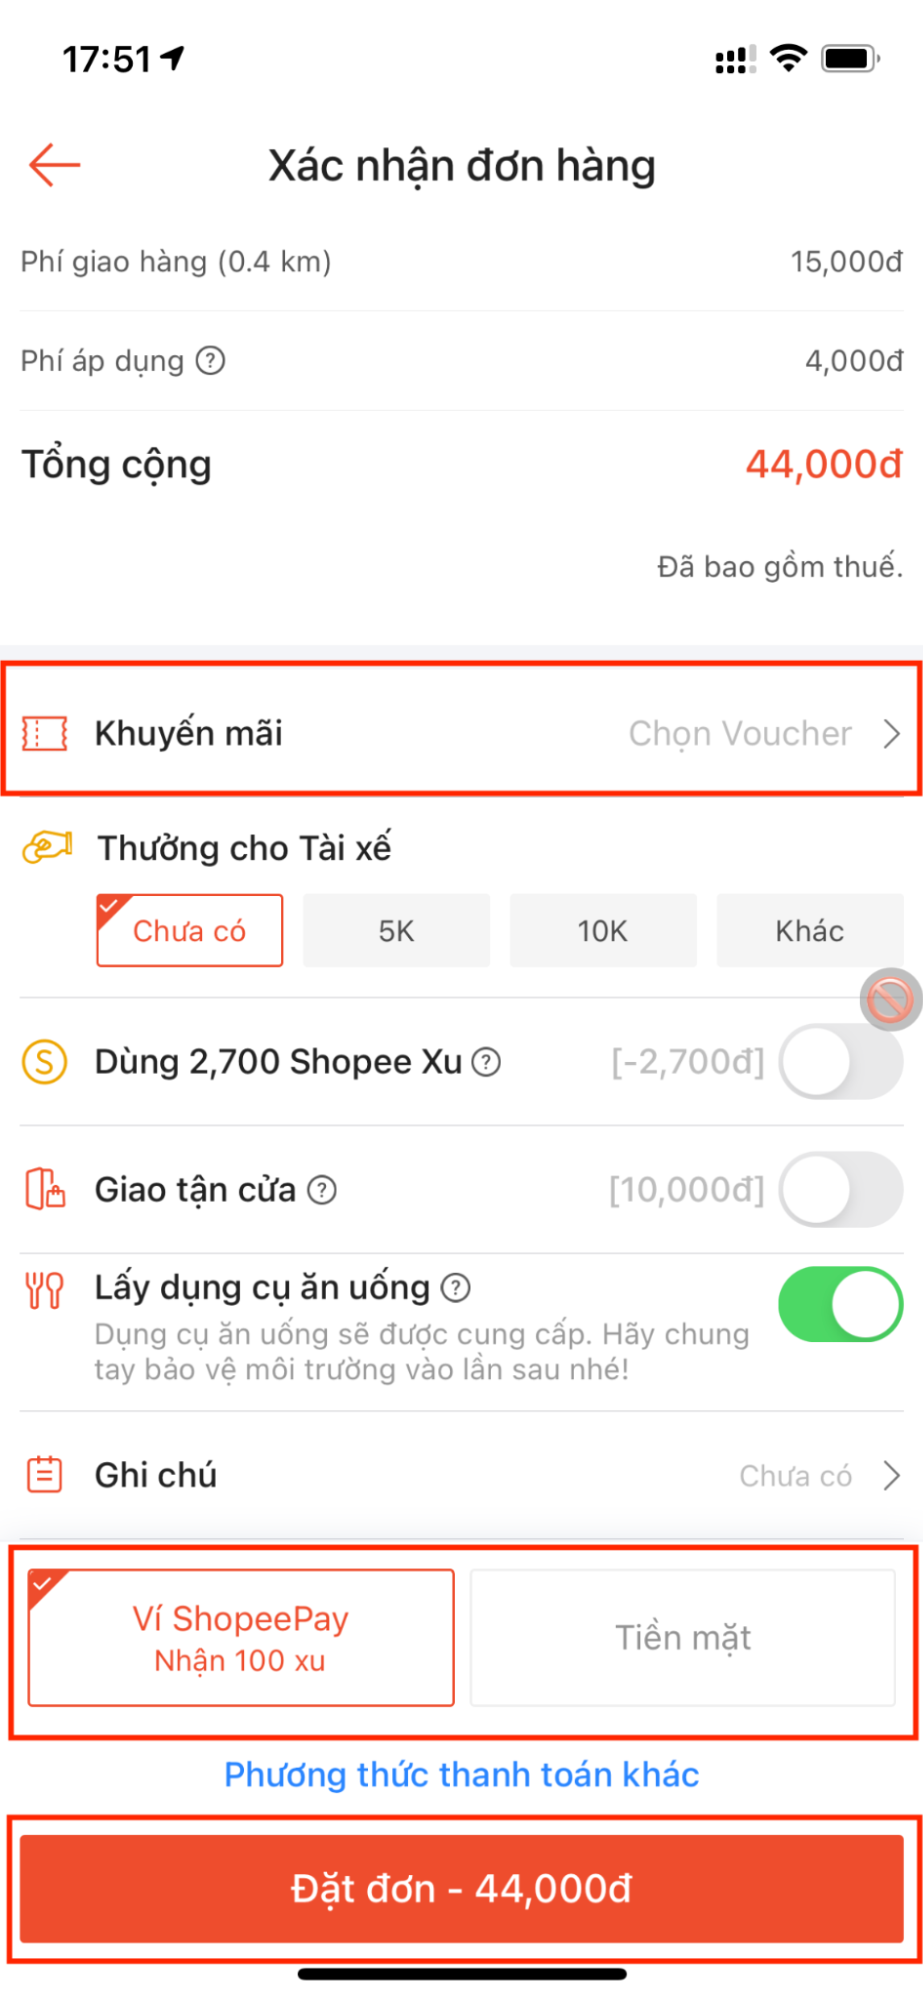 17:51
Xác nhận đơn hàng
Phí giao hàng (0.4 km) 15,000đ
Phí áp dụng ? 4,000đ
Tổng cộng 44,000đ
Đã bao gồm thuế.
Khuyến mãi Chọn Voucher
Thưởng cho Tài xế
Chưa có 5K 10K Khác
S Dùng 2,700 Shopee Xu ? [-2,700đ]
Giao tận cửa ? [10,000đ]
Lấy dụng cụ ăn uống ?
Dụng cụ ăn uống sẽ được cung cấp. Hãy chung
tay bảo vệ môi trường vào lần sau nhé!
Ghi chú Chưa có
Ví ShopeePay
Nhận 100 xu
Tiền mặt
Phương thức thanh toán khác
Đặt đơn - 44,000đ